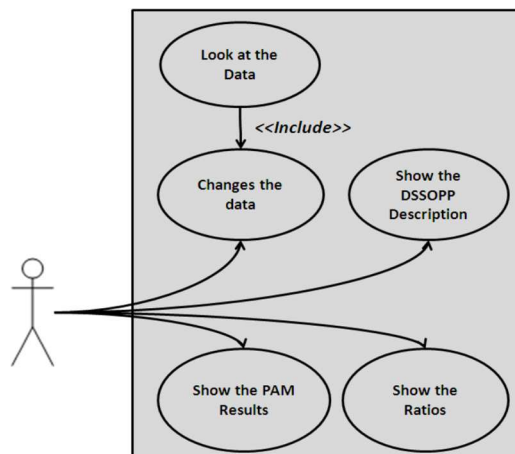 Look at the
Data
<<Include>>
Changes the
data
Show the
DSSOPP
Description
Show the PAM
Results
Show the
Ratios